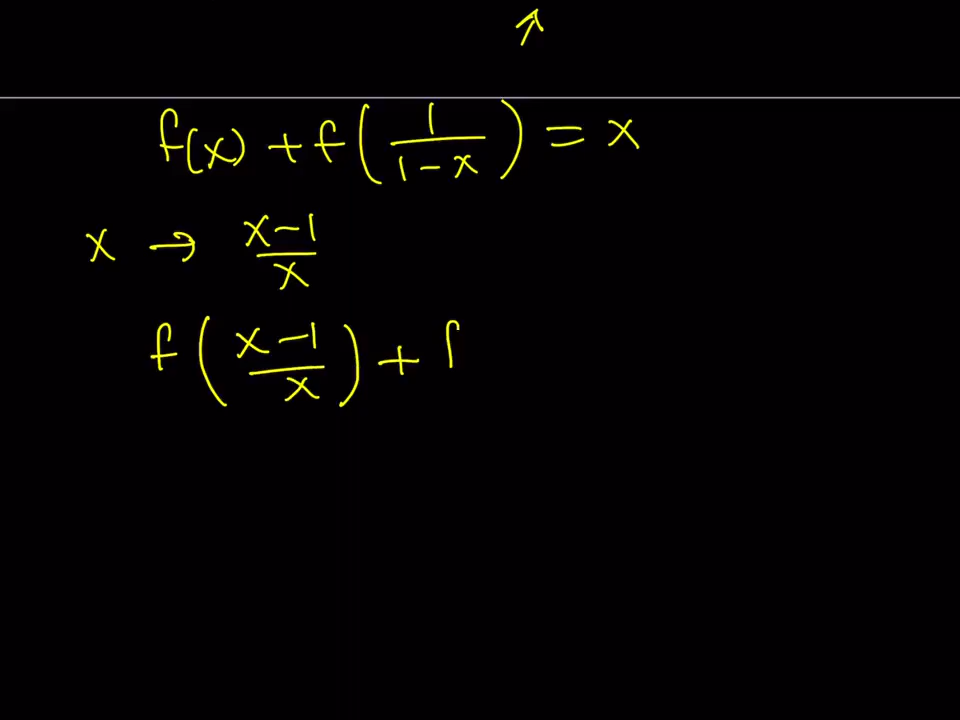 f(x) + f(1/(1-x)) = x
x → (x-1)/x
f((x-1)/x) + f